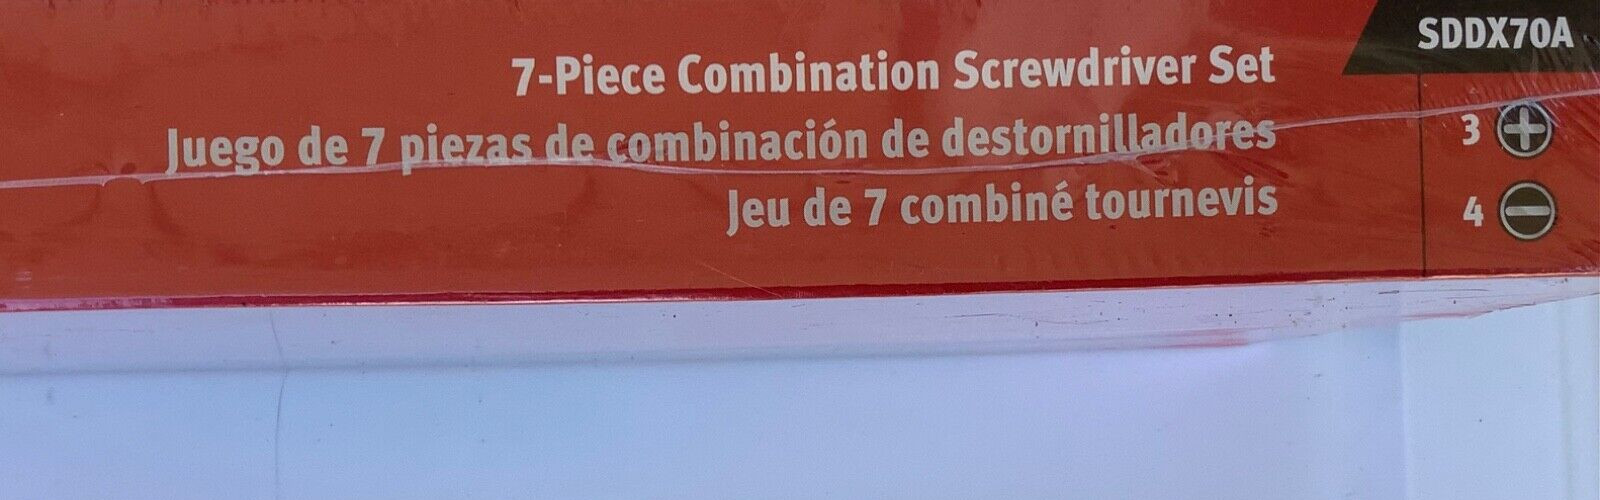 SDDX70A
7-Piece Combination Screwdriver Set
Juego de 7 piezas de combinación de destornilladores
Jeu de 7 combiné tournevis
3
4